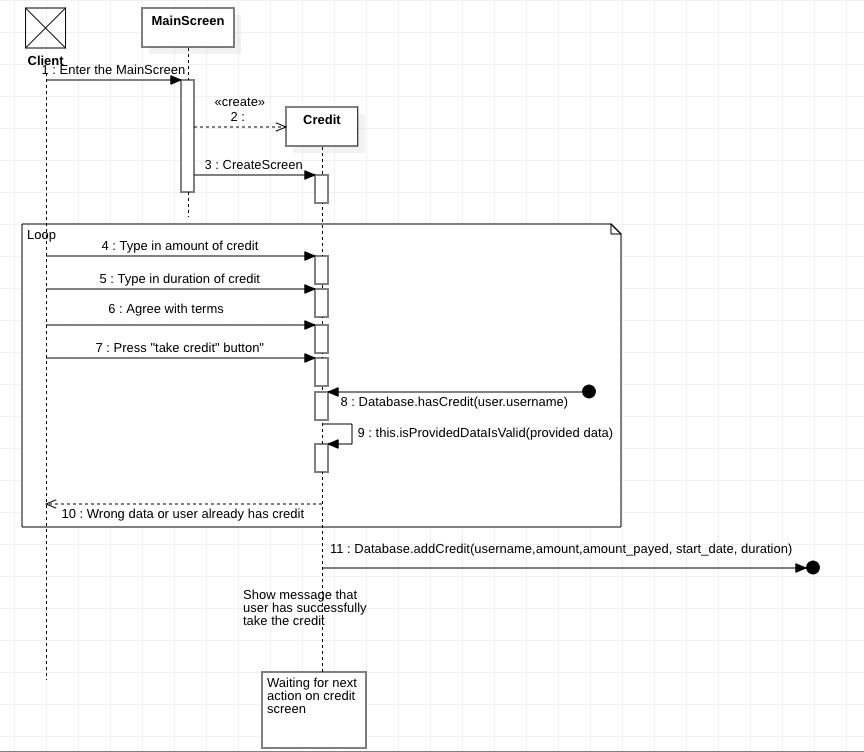 MainScreen
Client
1 : Enter the MainScreen
«create»
2 :
Credit
3 : CreateScreen
Loop
4 : Type in amount of credit
5 : Type in duration of credit
6 : Agree with terms
7 : Press "take credit" button"
8 : Database.hasCredit(user.username)
9 : this.isProvidedDataIsValid(provided data)
10 : Wrong data or user already has credit
11 : Database.addCredit(username,amount,amount_payed, start_date, duration)
Show message that
user has successfully
take the credit
Waiting for next
action on credit
screen